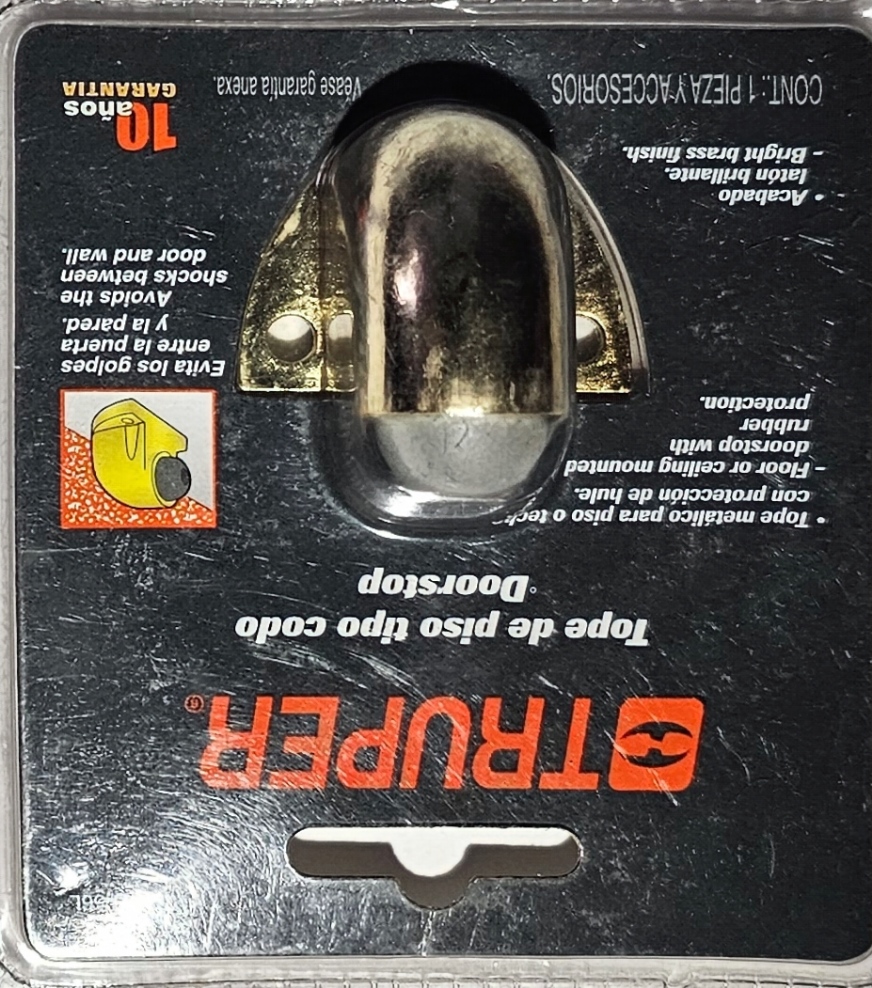 TRUPER®
Tope de piso tipo codo
Doorstop
• Tope metálico para piso o techo
con protección de hule.
– Floor or ceiling mounted
doorstop with
rubber
protection.
Evita los golpes
entre la puerta
y la pared.
Avoids the
shocks between
door and wall.
• Acabado
latón brillante.
– Bright brass finish.
10
años
GARANTIA
CONT.: 1 PIEZA Y ACCESORIOS.
Véase garantía anexa.